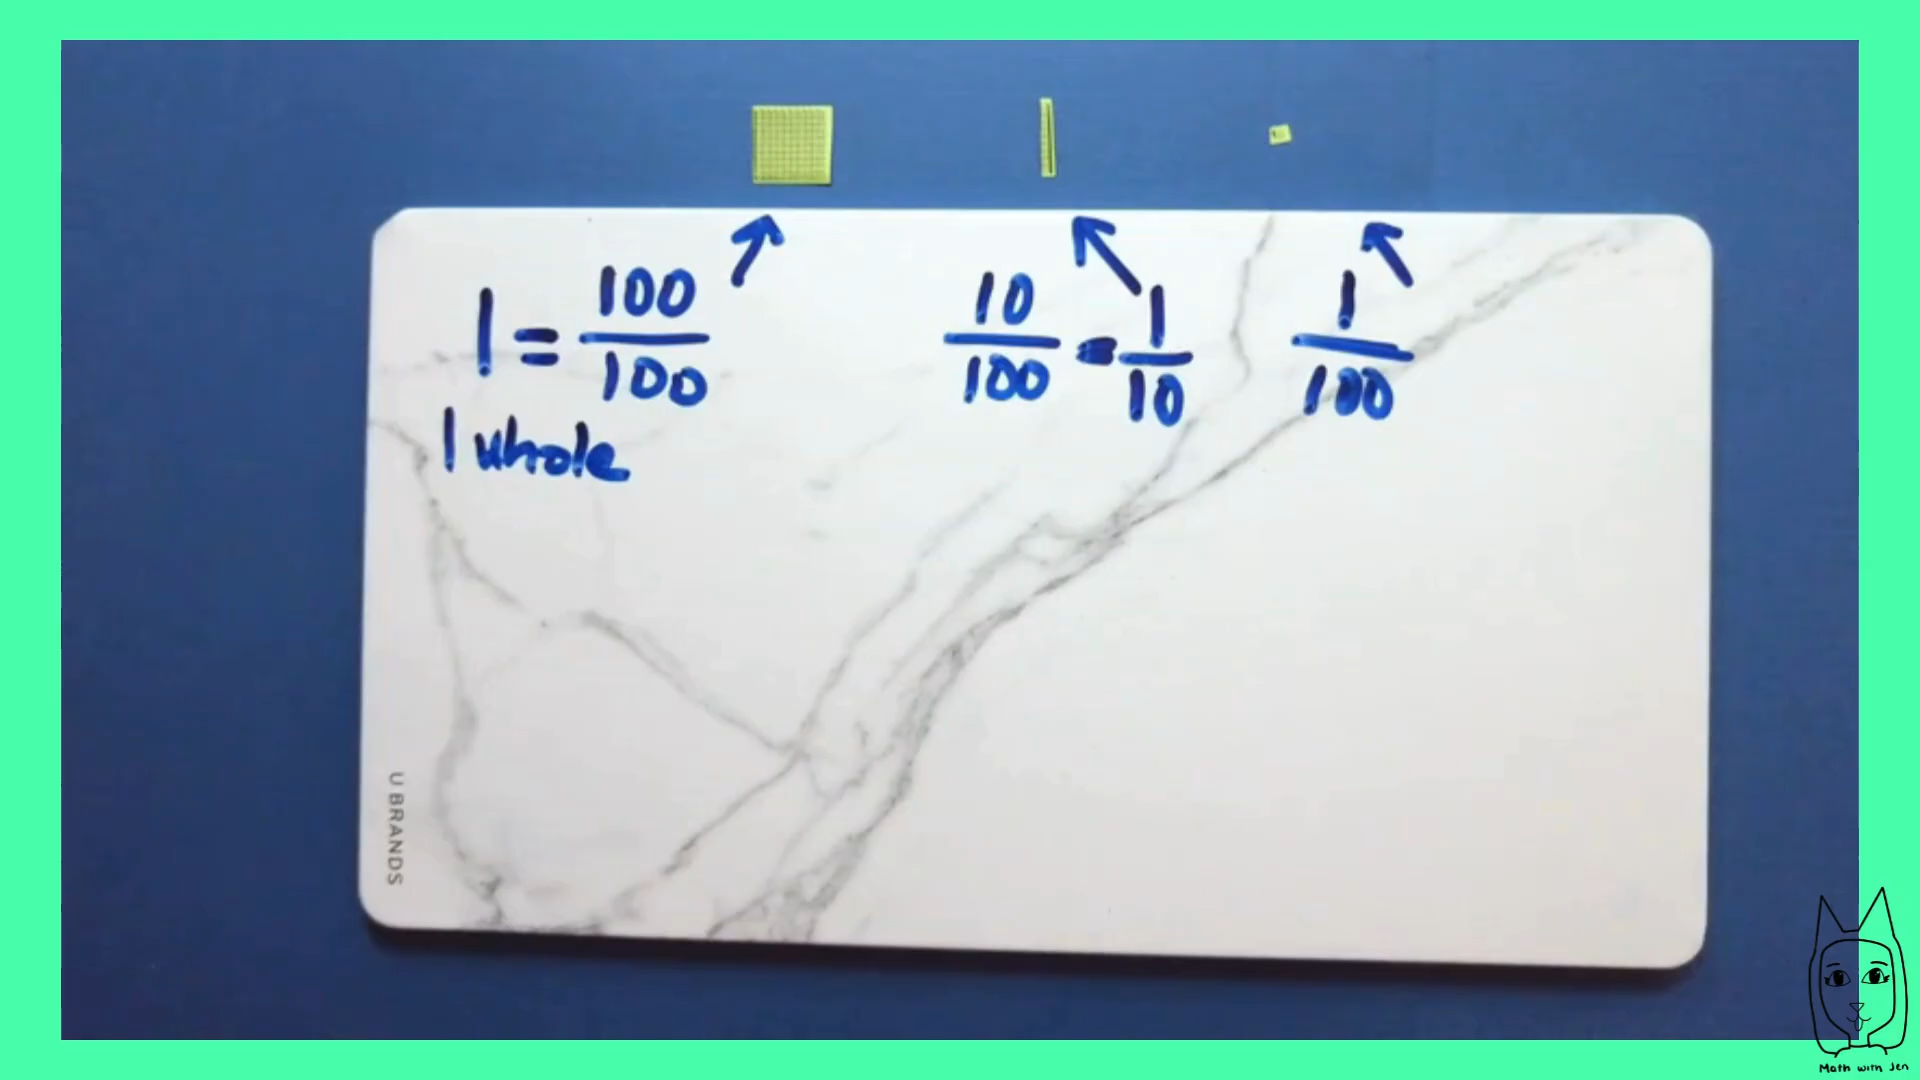 1 = 100/100
1 whole
10/100 = 1/10
1/100
U BRANDS
Math with Jen